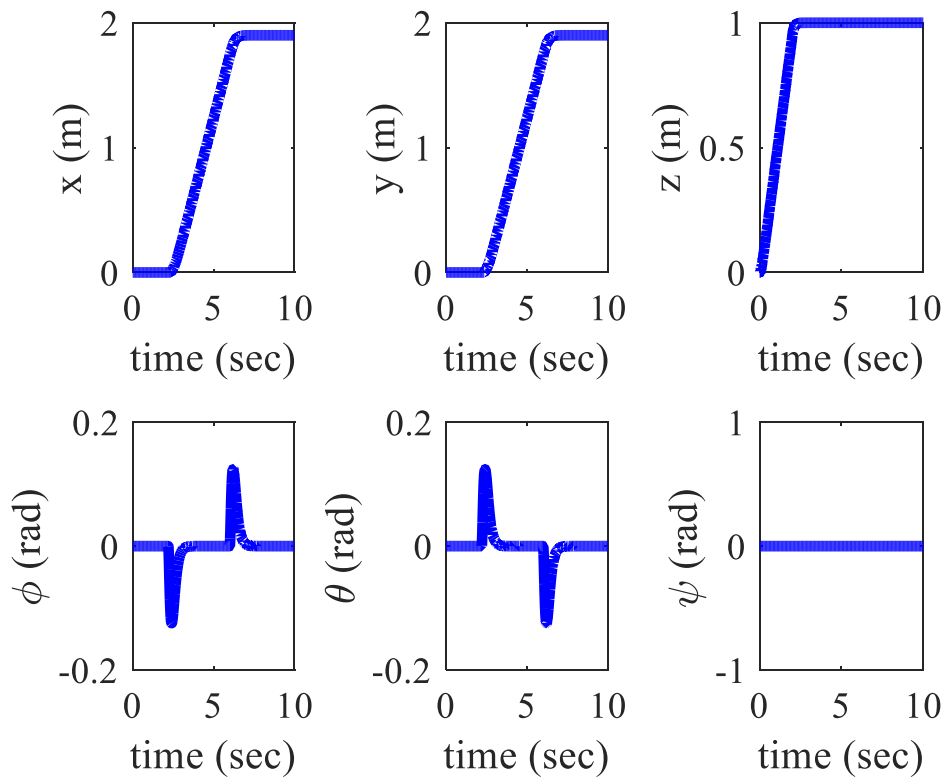 2
1
0
x (m)
0 5 10
time (sec)
2
1
0
y (m)
0 5 10
time (sec)
1
0.5
0
z (m)
0 5 10
time (sec)
0.2
0
-0.2
ϕ (rad)
0 5 10
time (sec)
0.2
0
-0.2
θ (rad)
0 5 10
time (sec)
1
0
-1
ψ (rad)
0 5 10
time (sec)